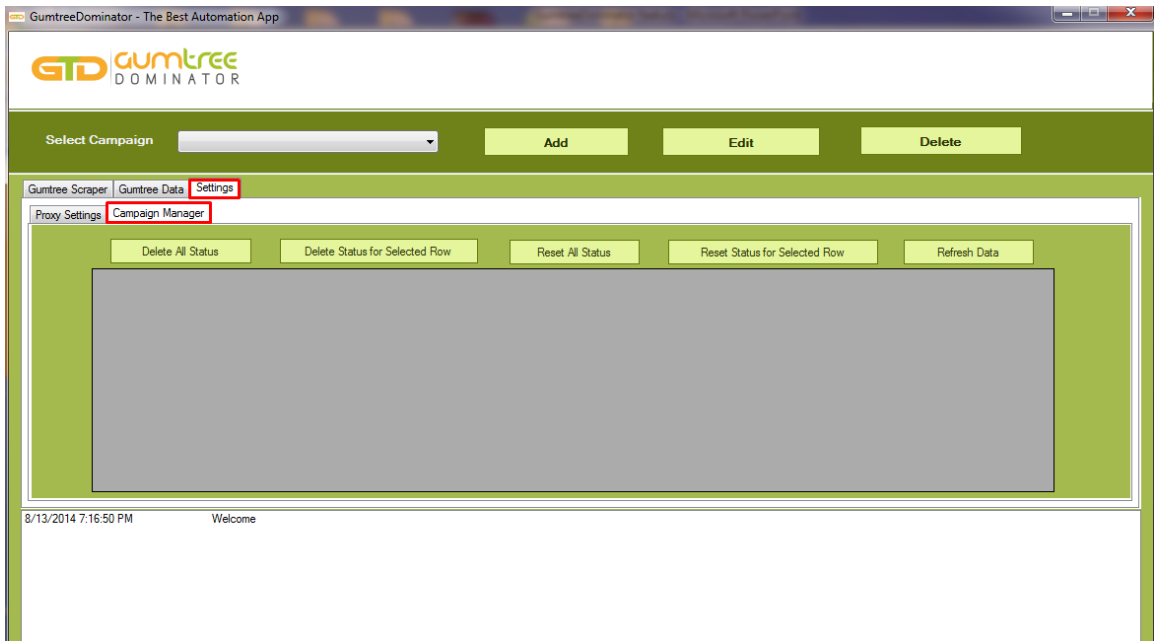 GumtreeDominator - The Best Automation App
GTD Gumtree
DOMINATOR
Select Campaign Add Edit Delete
Gumtree Scraper Gumtree Data Settings
Proxy Settings Campaign Manager
Delete All Status Delete Status for Selected Row Reset All Status Reset Status for Selected Row Refresh Data
8/13/2014 7:16:50 PM Welcome